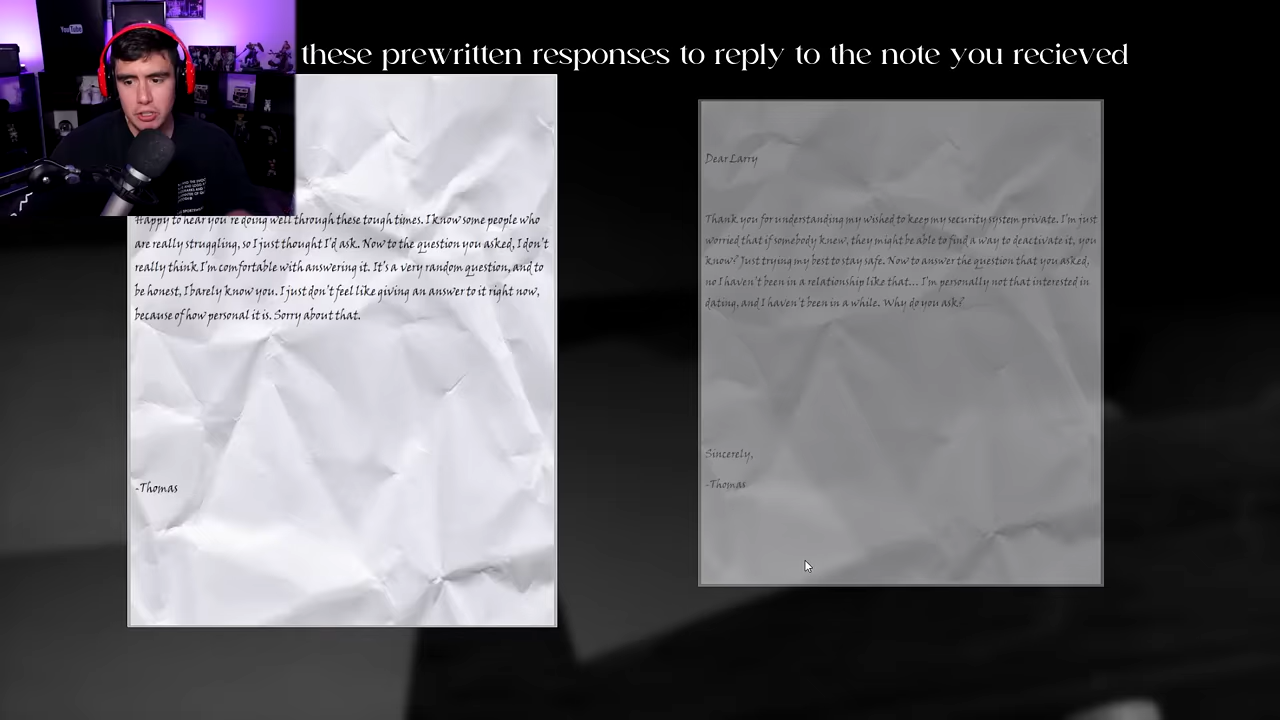 these prewritten responses to reply to the note you recieved
YouTube
Happy to hear you're doing well through these tough times. I know some people who
are really struggling, so I just thought I'd ask. Now to the question you asked, I don't
really think I'm comfortable with answering it. It's a very random question, and to
be honest, I barely know you. I just don't feel like giving an answer to it right now,
because of how personal it is. Sorry about that.
-Thomas
Dear Larry
Thank you for understanding my wished to keep my security system private. I'm just
worried that if somebody knew, they might be able to find a way to deactivate it, you
know? Just trying my best to stay safe. Now to answer the question that you asked,
no I haven't been in a relationship like that... I'm personally not that interested in
dating, and I haven't been in a while. Why do you ask?
Sincerely,
-Thomas